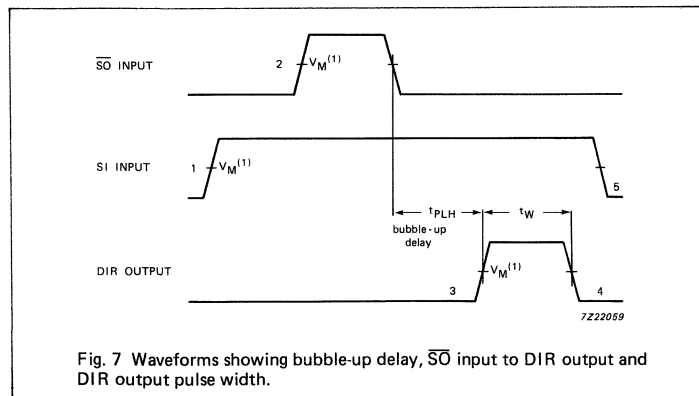 S̅O̅ INPUT
2
V_M^(1)
SI INPUT
1
V_M^(1)
5
t_PLH
t_W
bubble-up
delay
DIR OUTPUT
3
V_M^(1)
4
7Z22059
Fig. 7 Waveforms showing bubble-up delay, S̅O̅ input to DIR output and
DIR output pulse width.